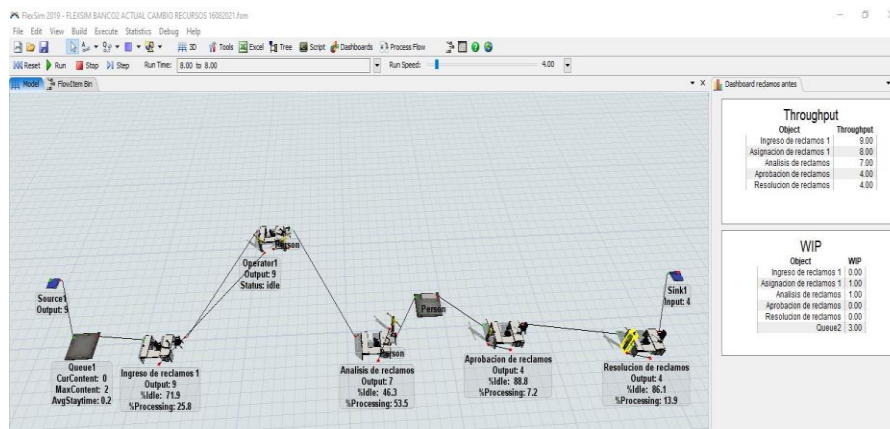 FlexSim 2019 - FLEXSIM BANCO2 ACTUAL CAMBIO RECURSOS 16082021.fsm
File Edit View Build Execute Statistics Debug Help
3D Tools Excel Tree Script Dashboards Process Flow
Reset Run Stop Step Run Time: 8.00 to 8.00 Run Speed: 4.00
Model FlowItem Bin Dashboard reclamos antes
Throughput
Object Throughput
Ingreso de reclamos 1 9.00
Asignacion de reclamos 1 8.00
Analisis de reclamos 7.00
Aprobacion de reclamos 4.00
Resolucion de reclamos 4.00
WIP
Object WIP
Ingreso de reclamos 1 0.00
Asignacion de reclamos 1 1.00
Analisis de reclamos 1.00
Aprobacion de reclamos 0.00
Resolucion de reclamos 0.00
Queue2 3.00
Person
Operator1
Output: 9
Status: idle
Source1
Output: 9
Sink1
Input: 4
Person
Person
Queue1
CurContent: 0
MaxContent: 2
AvgStaytime: 0.2
Ingreso de reclamos 1
Output: 9
%Idle: 71.9
%Processing: 25.8
Analisis de reclamos
Output: 7
%Idle: 46.3
%Processing: 53.5
Aprobacion de reclamos
Output: 4
%Idle: 88.8
%Processing: 7.2
Resolucion de reclamos
Output: 4
%Idle: 86.1
%Processing: 13.9